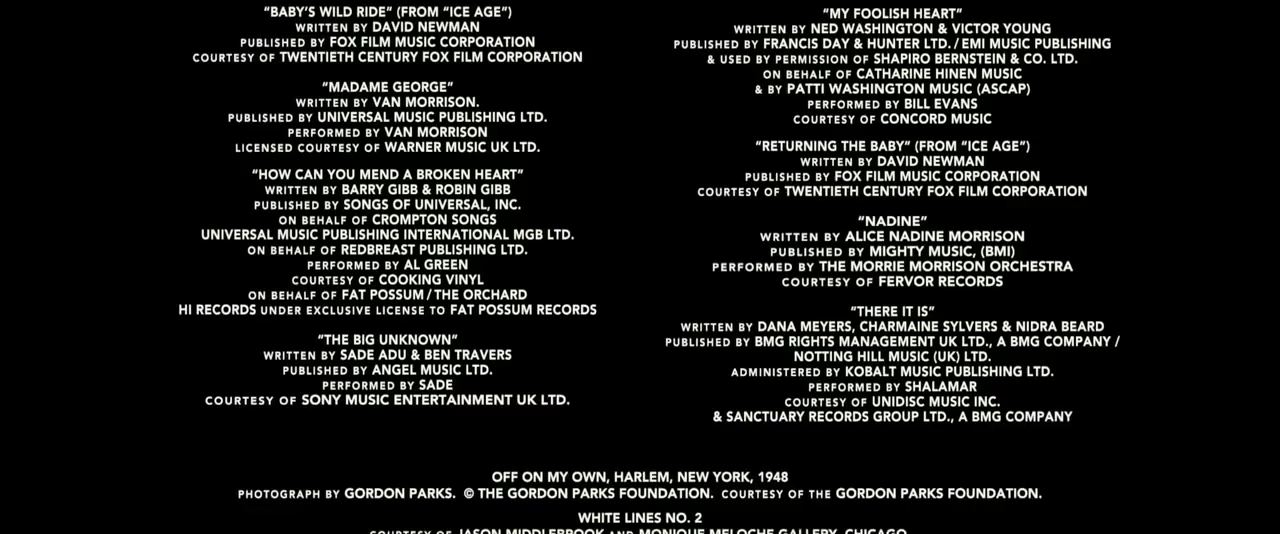 “BABY’S WILD RIDE” (FROM “ICE AGE”)
WRITTEN BY DAVID NEWMAN
PUBLISHED BY FOX FILM MUSIC CORPORATION
COURTESY OF TWENTIETH CENTURY FOX FILM CORPORATION
“MADAME GEORGE”
WRITTEN BY VAN MORRISON.
PUBLISHED BY UNIVERSAL MUSIC PUBLISHING LTD.
PERFORMED BY VAN MORRISON
LICENSED COURTESY OF WARNER MUSIC UK LTD.
“HOW CAN YOU MEND A BROKEN HEART”
WRITTEN BY BARRY GIBB & ROBIN GIBB
PUBLISHED BY SONGS OF UNIVERSAL, INC.
ON BEHALF OF CROMPTON SONGS
UNIVERSAL MUSIC PUBLISHING INTERNATIONAL MGB LTD.
ON BEHALF OF REDBREAST PUBLISHING LTD.
PERFORMED BY AL GREEN
COURTESY OF COOKING VINYL
ON BEHALF OF FAT POSSUM / THE ORCHARD
HI RECORDS UNDER EXCLUSIVE LICENSE TO FAT POSSUM RECORDS
“THE BIG UNKNOWN”
WRITTEN BY SADE ADU & BEN TRAVERS
PUBLISHED BY ANGEL MUSIC LTD.
PERFORMED BY SADE
COURTESY OF SONY MUSIC ENTERTAINMENT UK LTD.
“MY FOOLISH HEART”
WRITTEN BY NED WASHINGTON & VICTOR YOUNG
PUBLISHED BY FRANCIS DAY & HUNTER LTD. / EMI MUSIC PUBLISHING
& USED BY PERMISSION OF SHAPIRO BERNSTEIN & CO. LTD.
ON BEHALF OF CATHARINE HINEN MUSIC
& BY PATTI WASHINGTON MUSIC (ASCAP)
PERFORMED BY BILL EVANS
COURTESY OF CONCORD MUSIC
“RETURNING THE BABY” (FROM “ICE AGE”)
WRITTEN BY DAVID NEWMAN
PUBLISHED BY FOX FILM MUSIC CORPORATION
COURTESY OF TWENTIETH CENTURY FOX FILM CORPORATION
“NADINE”
WRITTEN BY ALICE NADINE MORRISON
PUBLISHED BY MIGHTY MUSIC, (BMI)
PERFORMED BY THE MORRIE MORRISON ORCHESTRA
COURTESY OF FERVOR RECORDS
“THERE IT IS”
WRITTEN BY DANA MEYERS, CHARMAINE SYLVERS & NIDRA BEARD
PUBLISHED BY BMG RIGHTS MANAGEMENT UK LTD., A BMG COMPANY /
NOTTING HILL MUSIC (UK) LTD.
ADMINISTERED BY KOBALT MUSIC PUBLISHING LTD.
PERFORMED BY SHALAMAR
COURTESY OF UNIDISC MUSIC INC.
& SANCTUARY RECORDS GROUP LTD., A BMG COMPANY
OFF ON MY OWN, HARLEM, NEW YORK, 1948
PHOTOGRAPH BY GORDON PARKS. © THE GORDON PARKS FOUNDATION. COURTESY OF THE GORDON PARKS FOUNDATION.
WHITE LINES NO. 2
COURTESY OF JASON MIDDLEBROOK AND MONIQUE MELOCHE GALLERY, CHICAGO